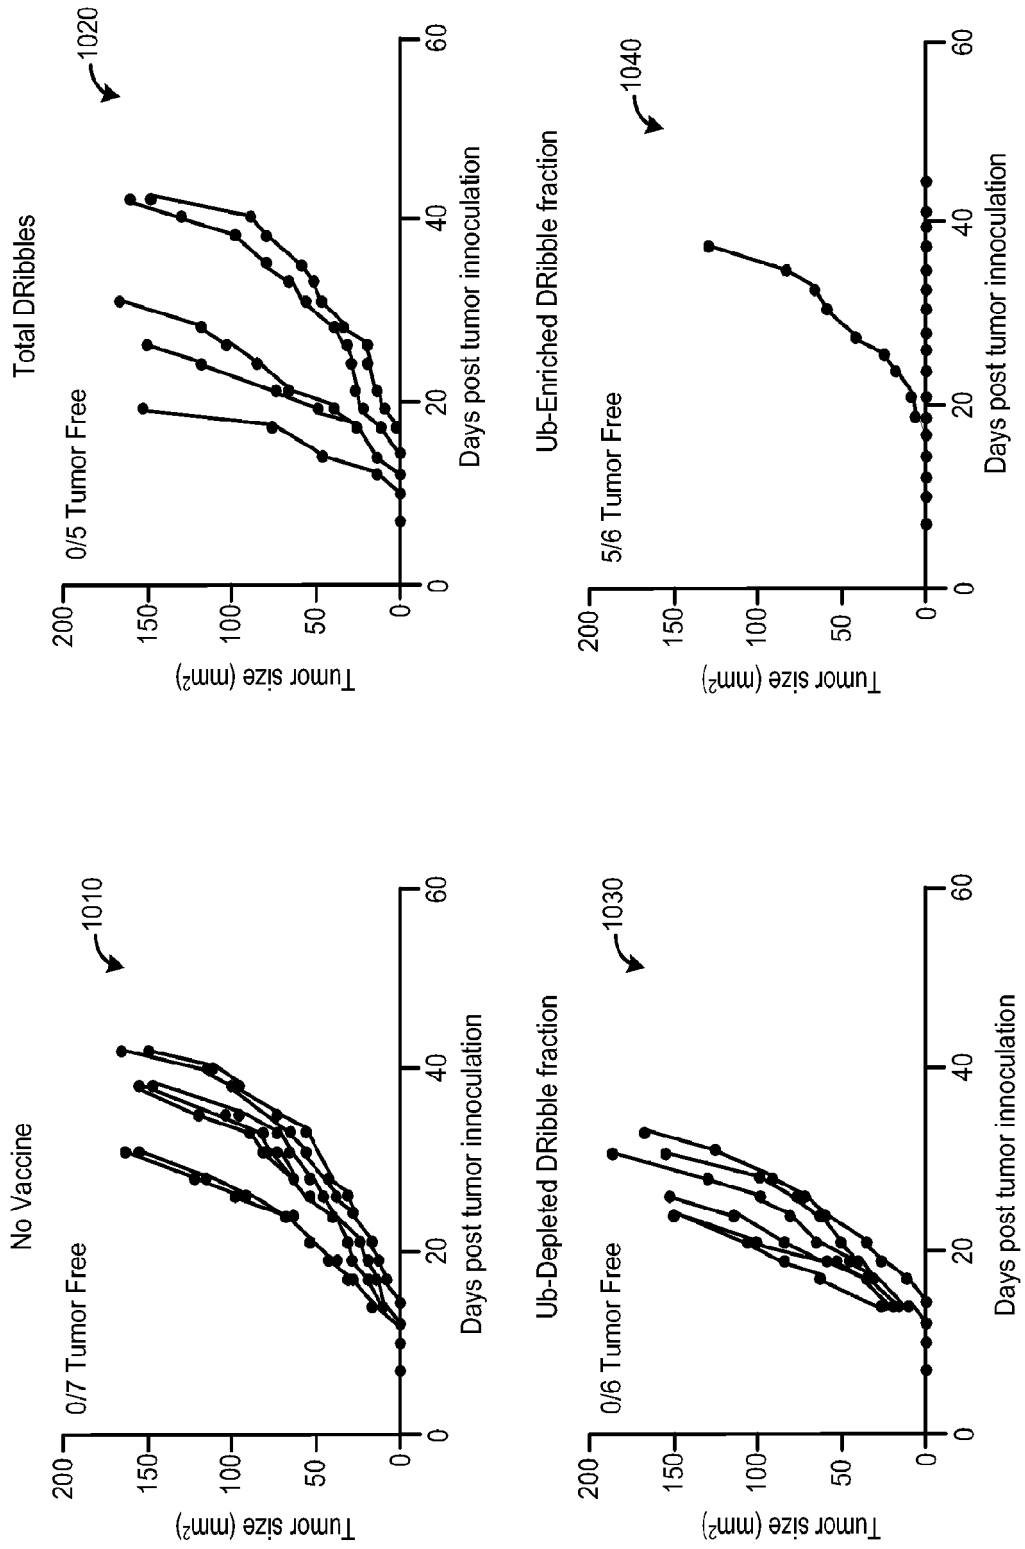 No Vaccine
0/7 Tumor Free
1010
Tumor size (mm²)
200
150
100
50
0
0
20
40
60
Days post tumor innoculation
Total DRibbles
0/5 Tumor Free
1020
Tumor size (mm²)
200
150
100
50
0
0
20
40
60
Days post tumor innoculation
Ub-Depleted DRibble fraction
0/6 Tumor Free
1030
Tumor size (mm²)
200
150
100
50
0
0
20
40
60
Days post tumor innoculation
Ub-Enriched DRibble fraction
5/6 Tumor Free
1040
Tumor size (mm²)
200
150
100
50
0
0
20
40
60
Days post tumor innoculation